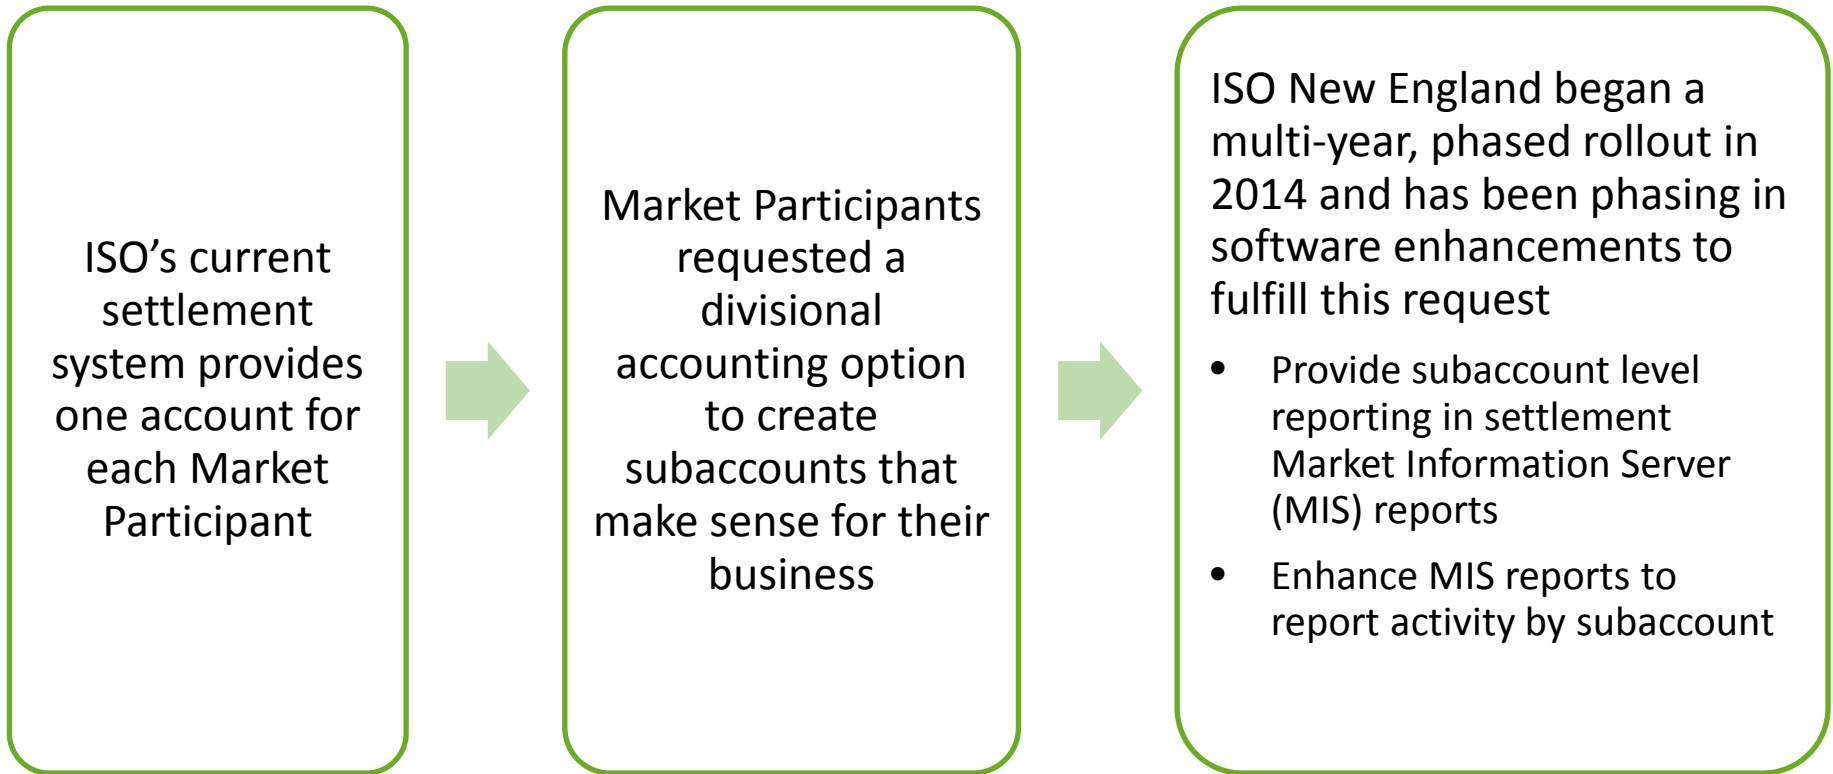 ISO’s current
settlement
system provides
one account for
each Market
Participant
Market Participants
requested a
divisional
accounting option
to create
subaccounts that
make sense for their
business
ISO New England began a
multi-year, phased rollout in
2014 and has been phasing in
software enhancements to
fulfill this request
• Provide subaccount level
reporting in settlement
Market Information Server
(MIS) reports
• Enhance MIS reports to
report activity by subaccount